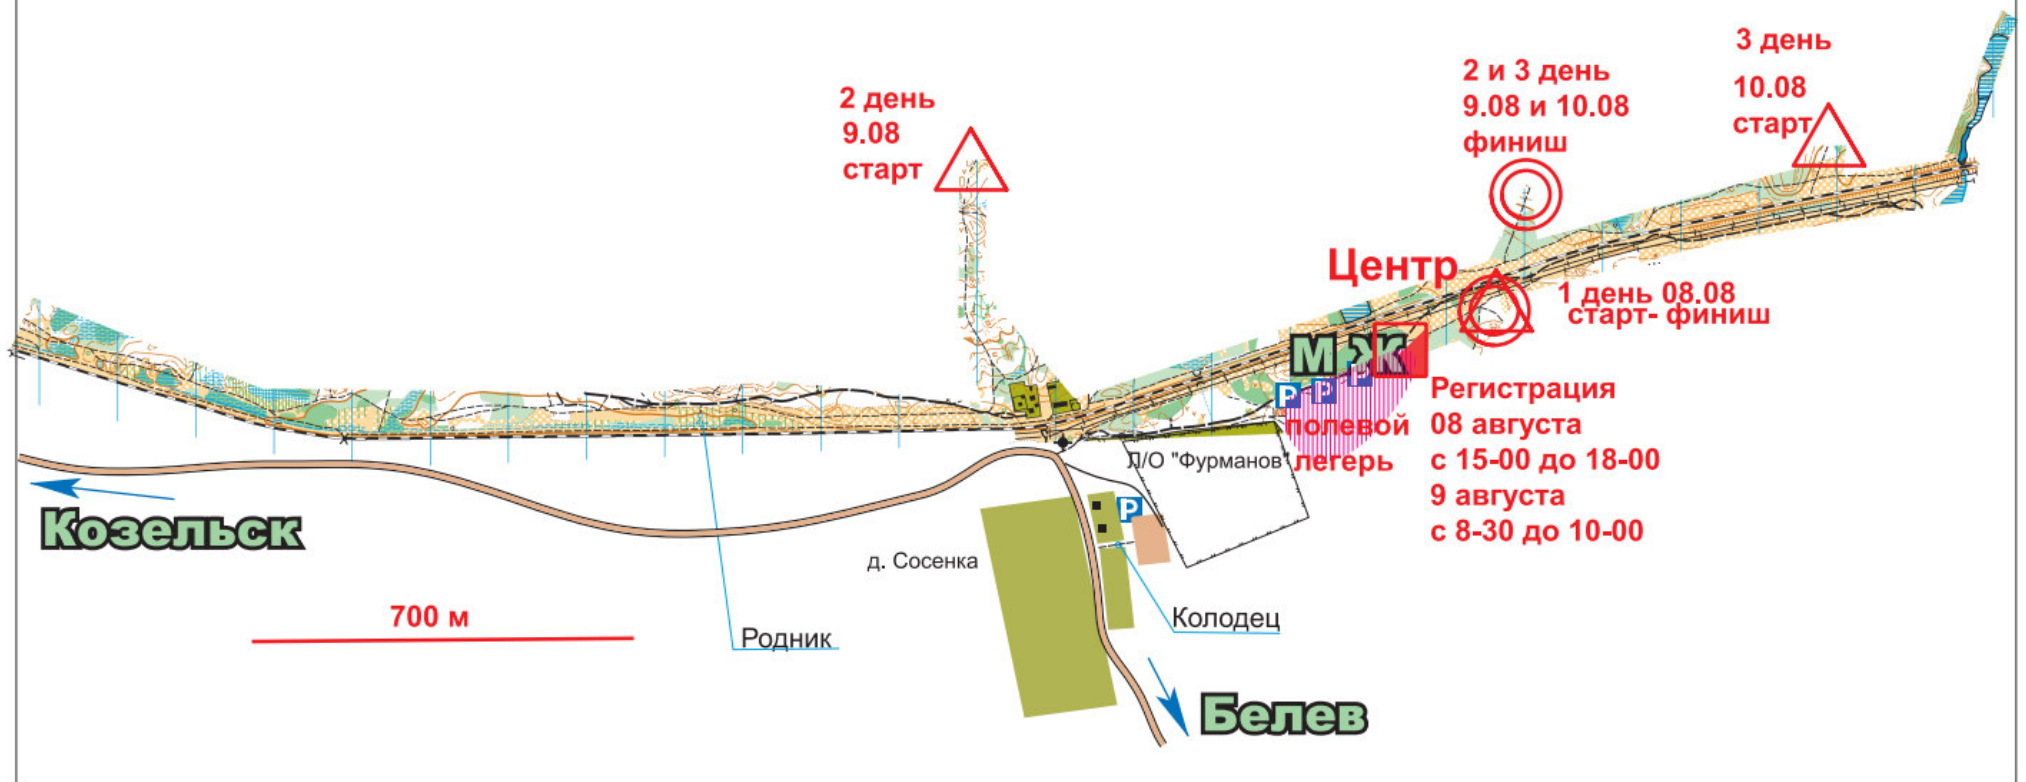 3 день
10.08
старт
2 и 3 день
9.08 и 10.08
финиш
2 день
9.08
старт
Центр
1 день 08.08
старт- финиш
М Ж
Р Р Р
Регистрация
08 августа
с 15-00 до 18-00
9 августа
с 8-30 до 10-00
полевой
легерь
Л/О "Фурманов"
Р
Козельск
д. Сосенка
700 м
Родник
Колодец
Белев